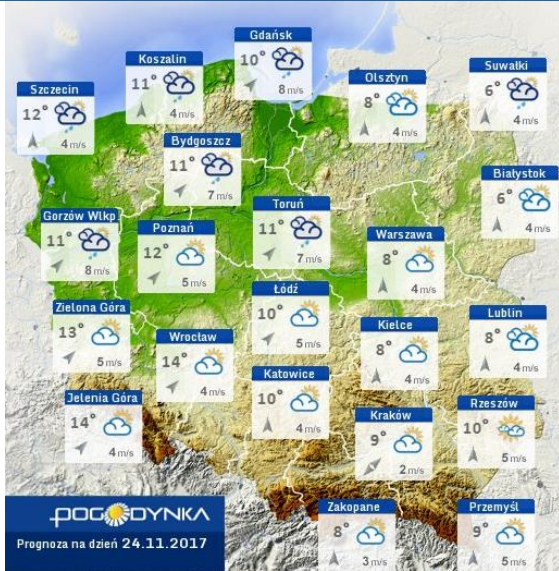 Gdańsk
10°
8 m/s
Koszalin
11°
4 m/s
Szczecin
12°
4 m/s
Olsztyn
8°
4 m/s
Suwałki
6°
4 m/s
Bydgoszcz
11°
7 m/s
Białystok
6°
4 m/s
Gorzów Wlkp
11°
8 m/s
Poznań
12°
5 m/s
Toruń
11°
7 m/s
Warszawa
8°
4 m/s
Zielona Góra
13°
5 m/s
Łódź
10°
5 m/s
Wrocław
14°
4 m/s
Kielce
8°
4 m/s
Lublin
8°
4 m/s
Jelenia Góra
14°
4 m/s
Katowice
10°
4 m/s
Kraków
9°
2 m/s
Rzeszów
10°
5 m/s
Zakopane
8°
3 m/s
Przemyśl
9°
5 m/s
POGODYNKA
Prognoza na dzień 24.11.2017